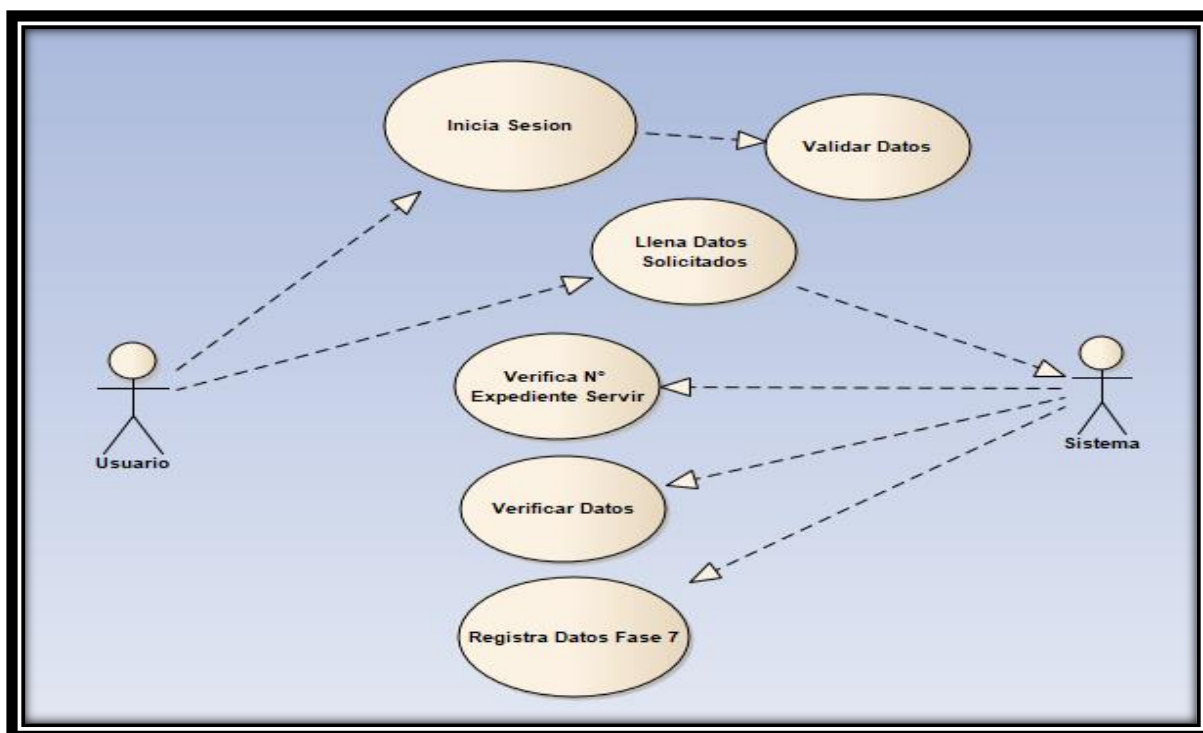 Inicia Sesion
Validar Datos
Llena Datos
Solicitados
Verifica N°
Expediente Servir
Usuario
Sistema
Verificar Datos
Registra Datos Fase 7